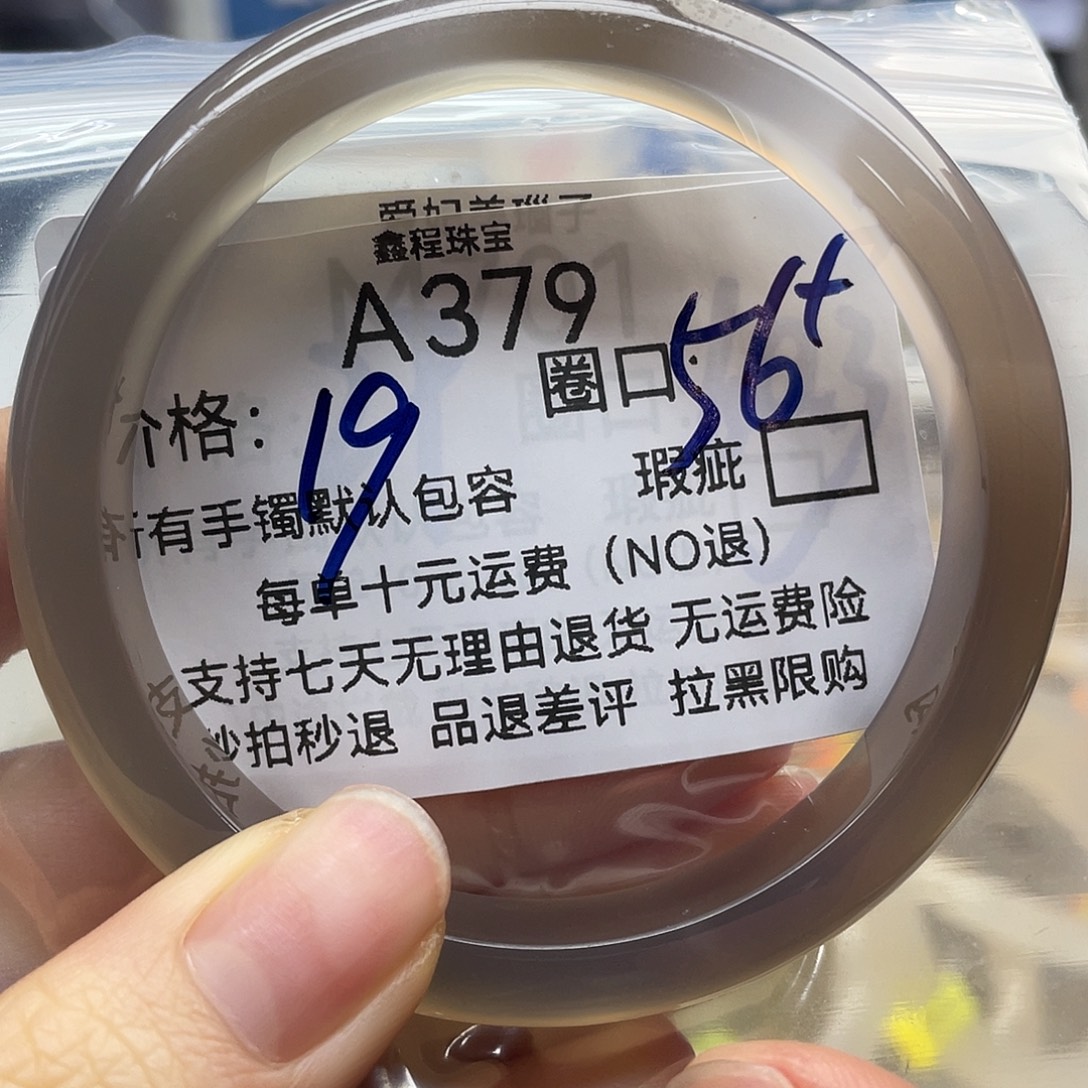 鑫程珠宝
A379
价格：19 圈口：56+
瑕疵
所有手镯默认包容
每单十元运费（NO退）
支持七天无理由退货 无运费险
秒拍秒退 品退差评 拉黑限购